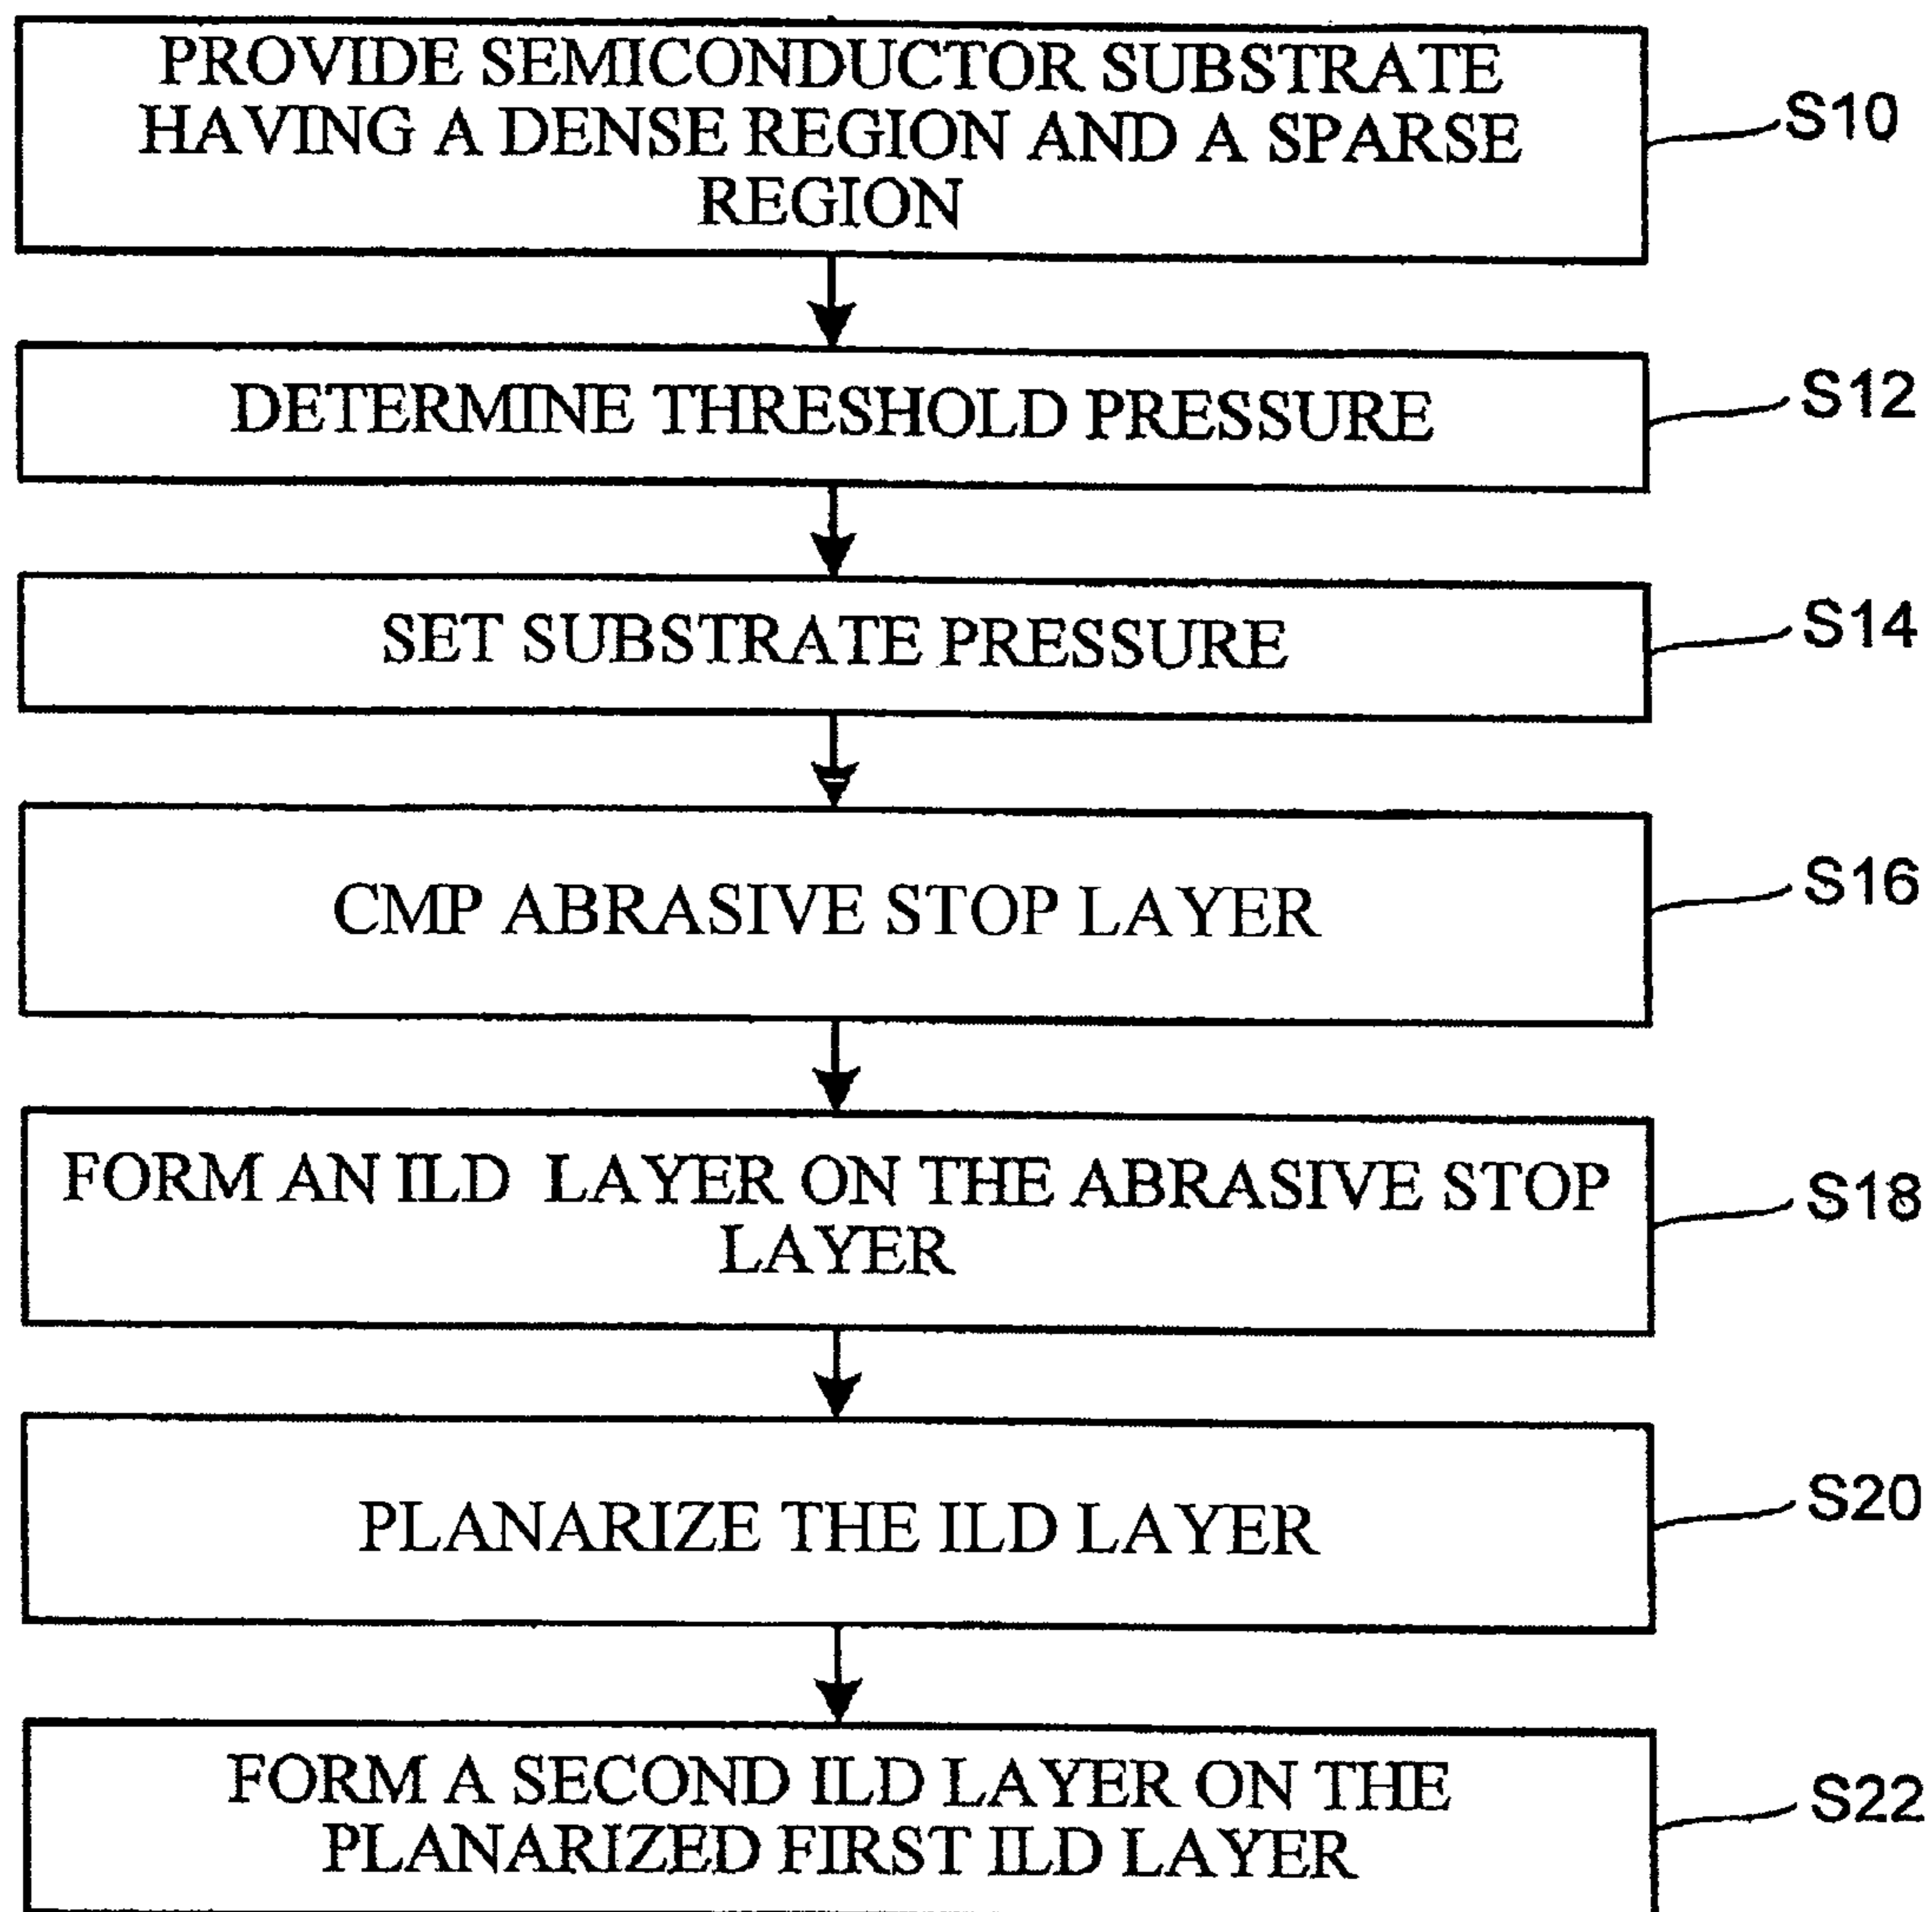 PROVIDE SEMICONDUCTOR SUBSTRATE
HAVING A DENSE REGION AND A SPARSE
REGION
S10
DETERMINE THRESHOLD PRESSURE
S12
SET SUBSTRATE PRESSURE
S14
CMP ABRASIVE STOP LAYER
S16
FORM AN ILD LAYER ON THE ABRASIVE STOP
LAYER
S18
PLANARIZE THE ILD LAYER
S20
FORM A SECOND ILD LAYER ON THE
PLANARIZED FIRST ILD LAYER
S22